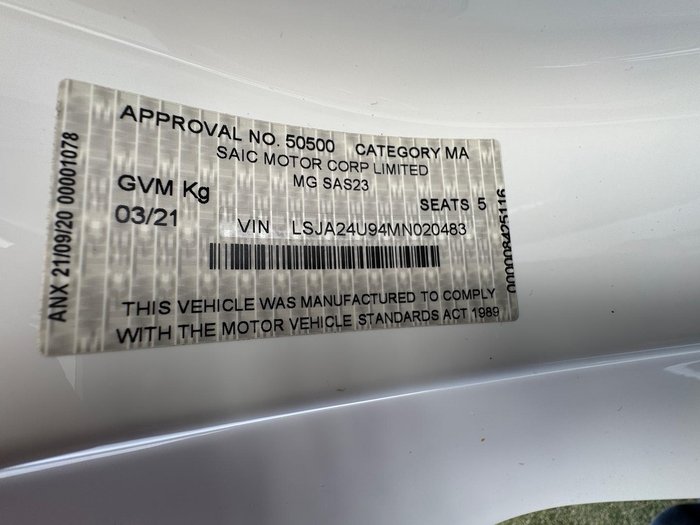 APPROVAL NO. 50500 CATEGORY MA
SAIC MOTOR CORP LIMITED
MG SAS23
GVM Kg
SEATS 5
03/21
VIN LSJA24U94MN020483
THIS VEHICLE WAS MANUFACTURED TO COMPLY
WITH THE MOTOR VEHICLE STANDARDS ACT 1989
ANX 21/09/20 00001078
000008425116